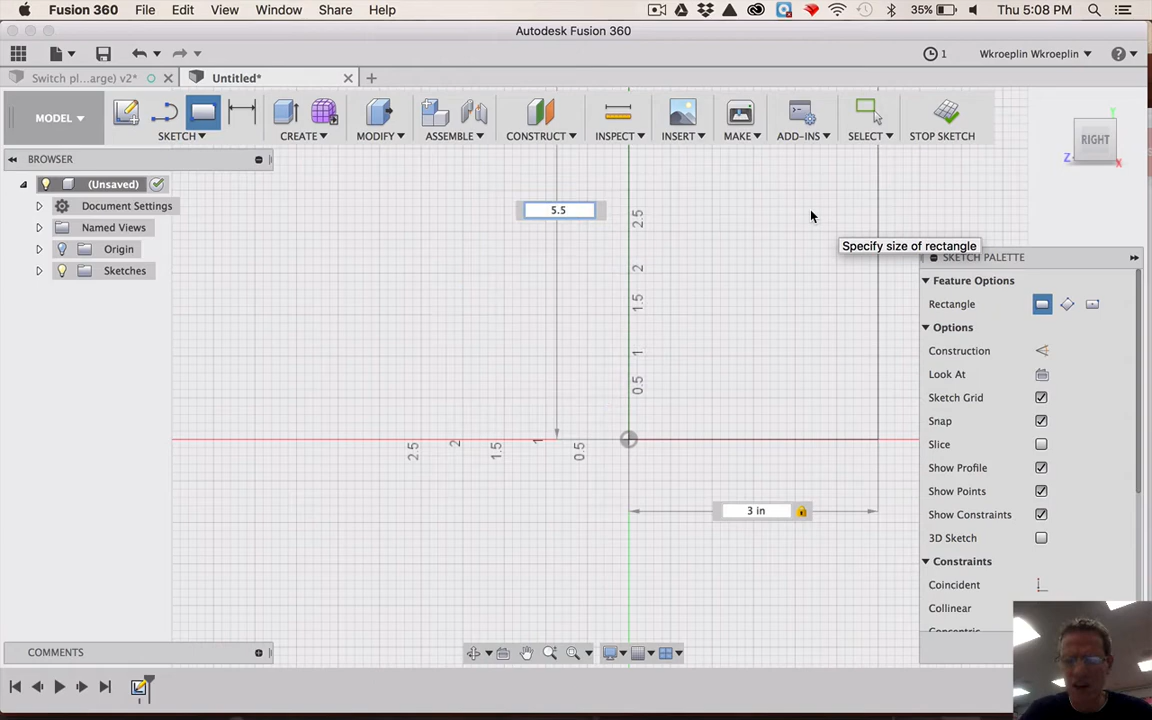 Fusion 360 File Edit View Window Share Help 35% Thu 5:08 PM
Autodesk Fusion 360
1 Wkroeplin Wkroeplin
Switch pl...arge) v2* Untitled*
MODEL
SKETCH CREATE MODIFY ASSEMBLE CONSTRUCT INSPECT INSERT MAKE ADD-INS SELECT STOP SKETCH
RIGHT
Y
Z
X
BROWSER
(Unsaved)
Document Settings
Named Views
Origin
Sketches
5.5
2.5
2
1.5
1
0.5
2.5 2 1.5 1 0.5
3 in
Specify size of rectangle
SKETCH PALETTE
Feature Options
Rectangle
Options
Construction
Look At
Sketch Grid
Snap
Slice
Show Profile
Show Points
Show Constraints
3D Sketch
Constraints
Coincident
Collinear
COMMENTS